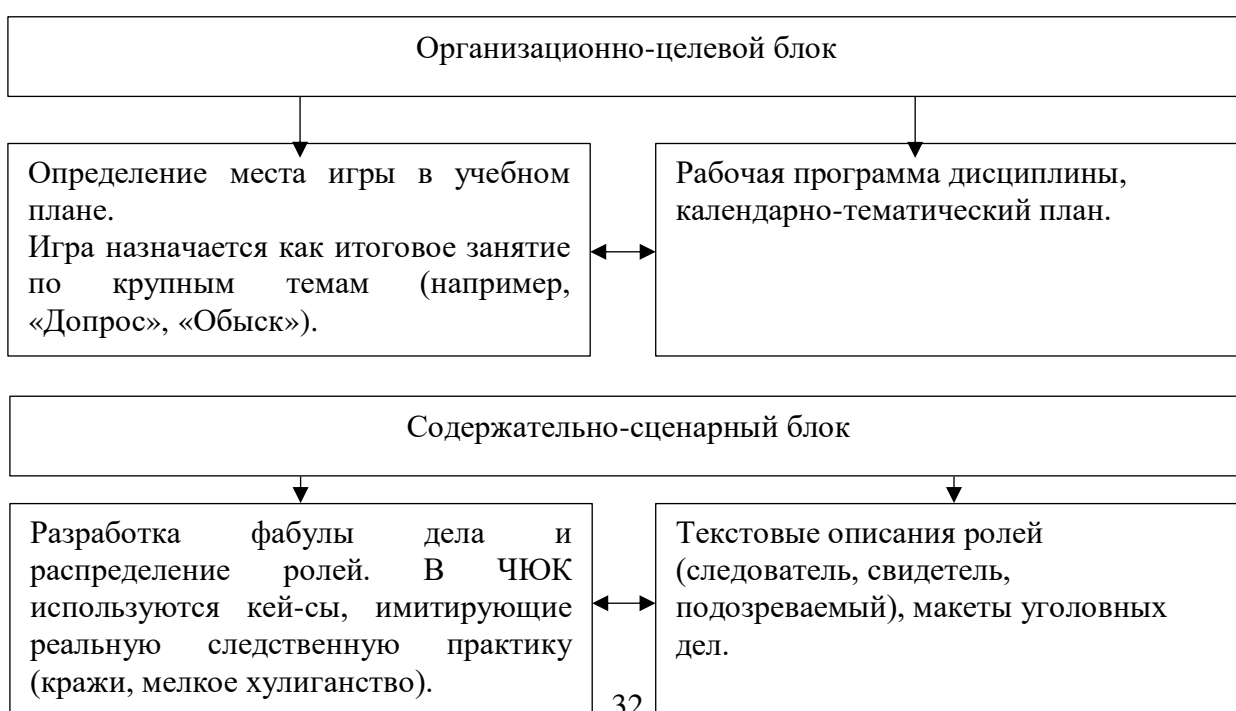 Организационно-целевой блок
Определение места игры в учебном
плане.
Игра назначается как итоговое занятие
по крупным темам (например,
«Допрос», «Обыск»).
Рабочая программа дисциплины,
календарно-тематический план.
Содержательно-сценарный блок
Разработка фабулы дела и
распределение ролей. В ЧЮК
используются кей-сы, имитирующие
реальную следственную практику
(кражи, мелкое хулиганство).
Текстовые описания ролей
(следователь, свидетель,
подозреваемый), макеты уголовных
дел.
32